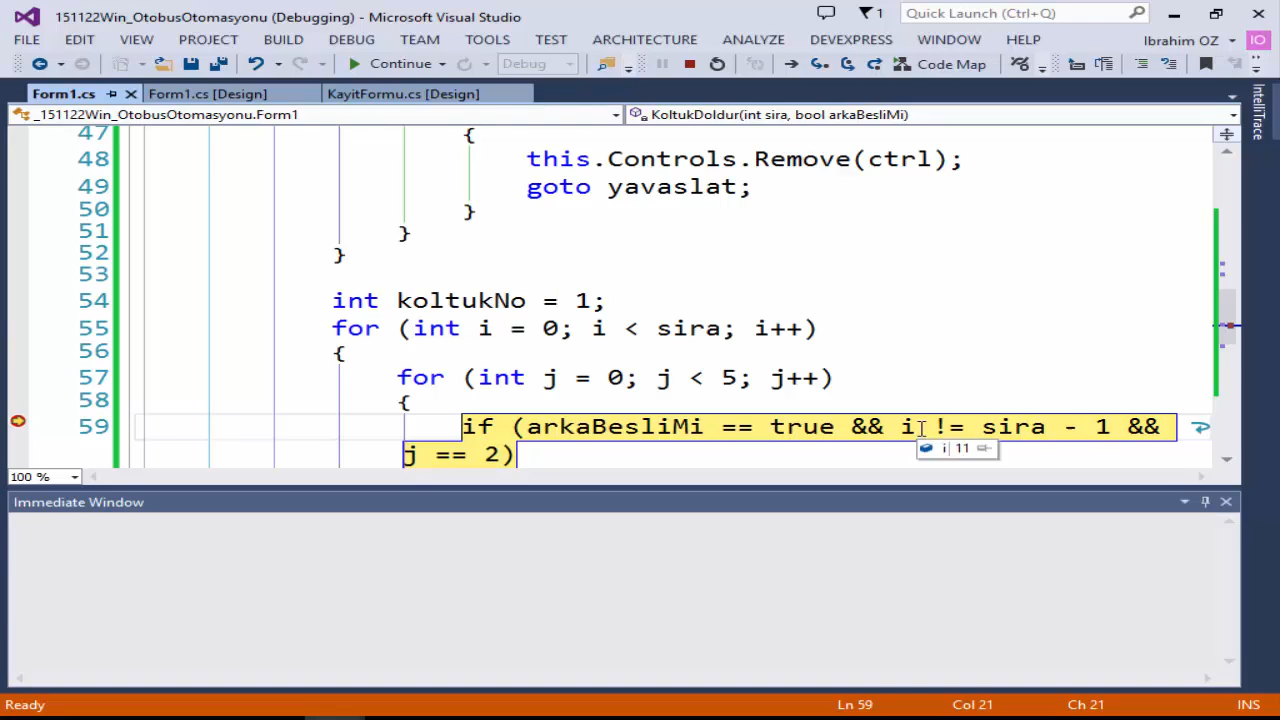 151122Win_OtobusOtomasyonu (Debugging) - Microsoft Visual Studio
1
Quick Launch (Ctrl+Q)
FILE EDIT VIEW PROJECT BUILD DEBUG TEAM TOOLS TEST ARCHITECTURE ANALYZE DEVEXPRESS WINDOW HELP Ibrahim OZ IO
Continue Debug Code Map
Form1.cs Form1.cs [Design] KayitFormu.cs [Design]
_151122Win_OtobusOtomasyonu.Form1 KoltukDoldur(int sira, bool arkaBesliMi)
47 {
48 this.Controls.Remove(ctrl);
49 goto yavaslat;
50 }
51 }
52 }
53
54 int koltukNo = 1;
55 for (int i = 0; i < sira; i++)
56 {
57 for (int j = 0; j < 5; j++)
58 {
59 if (arkaBesliMi == true && i != sira - 1 &&
i 11
j == 2)
100 %
Immediate Window
Ready Ln 59 Col 21 Ch 21 INS
IntelliTrace